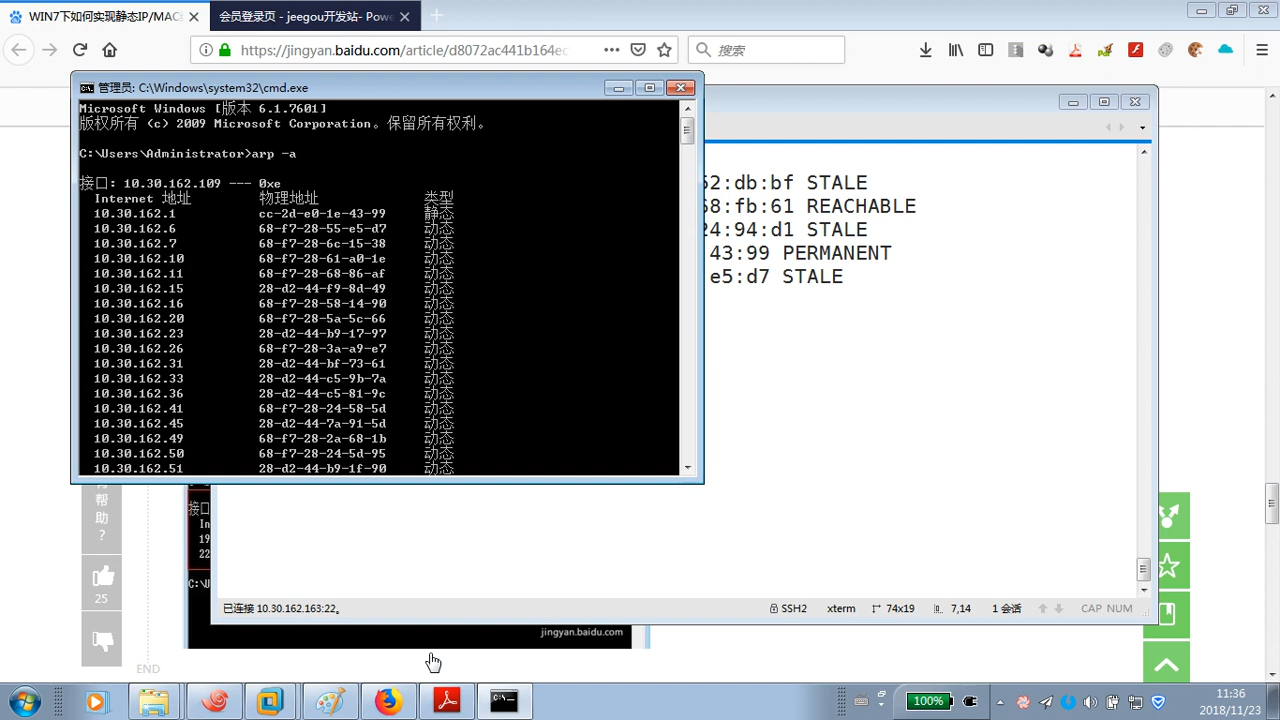 WIN7下如何实现静态IP/MAC
会员登录页 - jeegou开发站- Pow
https://jingyan.baidu.com/article/d8072ac441b164ec
搜索
管理员: C:\Windows\system32\cmd.exe
Microsoft Windows [版本 6.1.7601]
版权所有 (c) 2009 Microsoft Corporation。保留所有权利。
C:\Users\Administrator>arp -a
接口: 10.30.162.109 --- 0xe
Internet 地址 物理地址 类型
10.30.162.1 cc-2d-e0-1e-43-99 静态
10.30.162.6 68-f7-28-55-e5-d7 动态
10.30.162.7 68-f7-28-6c-15-38 动态
10.30.162.10 68-f7-28-61-a0-1e 动态
10.30.162.11 68-f7-28-68-86-af 动态
10.30.162.15 28-d2-44-f9-8d-49 动态
10.30.162.16 68-f7-28-58-14-90 动态
10.30.162.20 68-f7-28-5a-5c-66 动态
10.30.162.23 28-d2-44-b9-17-97 动态
10.30.162.26 68-f7-28-3a-a9-e7 动态
10.30.162.31 28-d2-44-bf-73-61 动态
10.30.162.33 28-d2-44-c5-9b-7a 动态
10.30.162.36 28-d2-44-c5-81-9c 动态
10.30.162.41 68-f7-28-24-58-5d 动态
10.30.162.45 28-d2-44-7a-91-5d 动态
10.30.162.49 68-f7-28-2a-68-1b 动态
10.30.162.50 68-f7-28-24-5d-95 动态
10.30.162.51 28-d2-44-b9-1f-90 动态
52:db:bf STALE
68:fb:61 REACHABLE
24:94:d1 STALE
43:99 PERMANENT
e5:d7 STALE
帮
助
?
25
接口
In
19
22
C:\U
已连接 10.30.162.163:22。
SSH2
xterm
74x19
7,14
1 会话
CAP NUM
jingyan.baidu.com
END
100%
11:36
2018/11/23